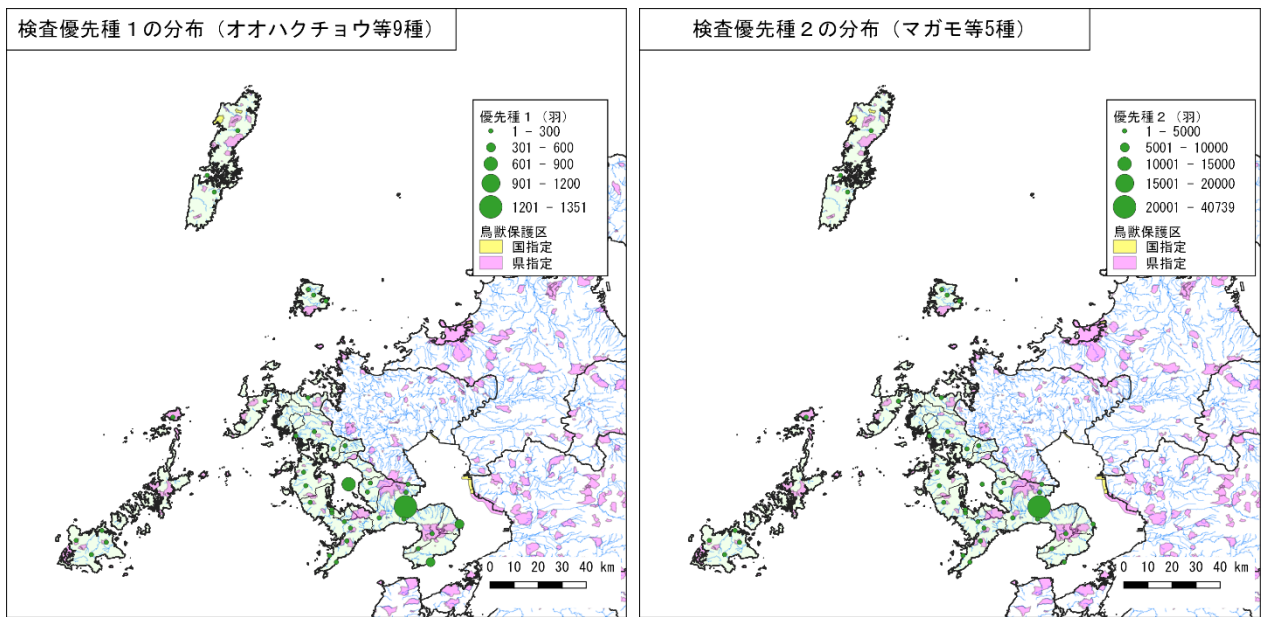 検査優先種１の分布（オオハクチョウ等9種）
優先種１（羽）
1 - 300
301 - 600
601 - 900
901 - 1200
1201 - 1351
鳥獣保護区
国指定
県指定
0 10 20 30 40 km
検査優先種２の分布（マガモ等5種）
優先種２（羽）
1 - 5000
5001 - 10000
10001 - 15000
15001 - 20000
20001 - 40739
鳥獣保護区
国指定
県指定
0 10 20 30 40 km